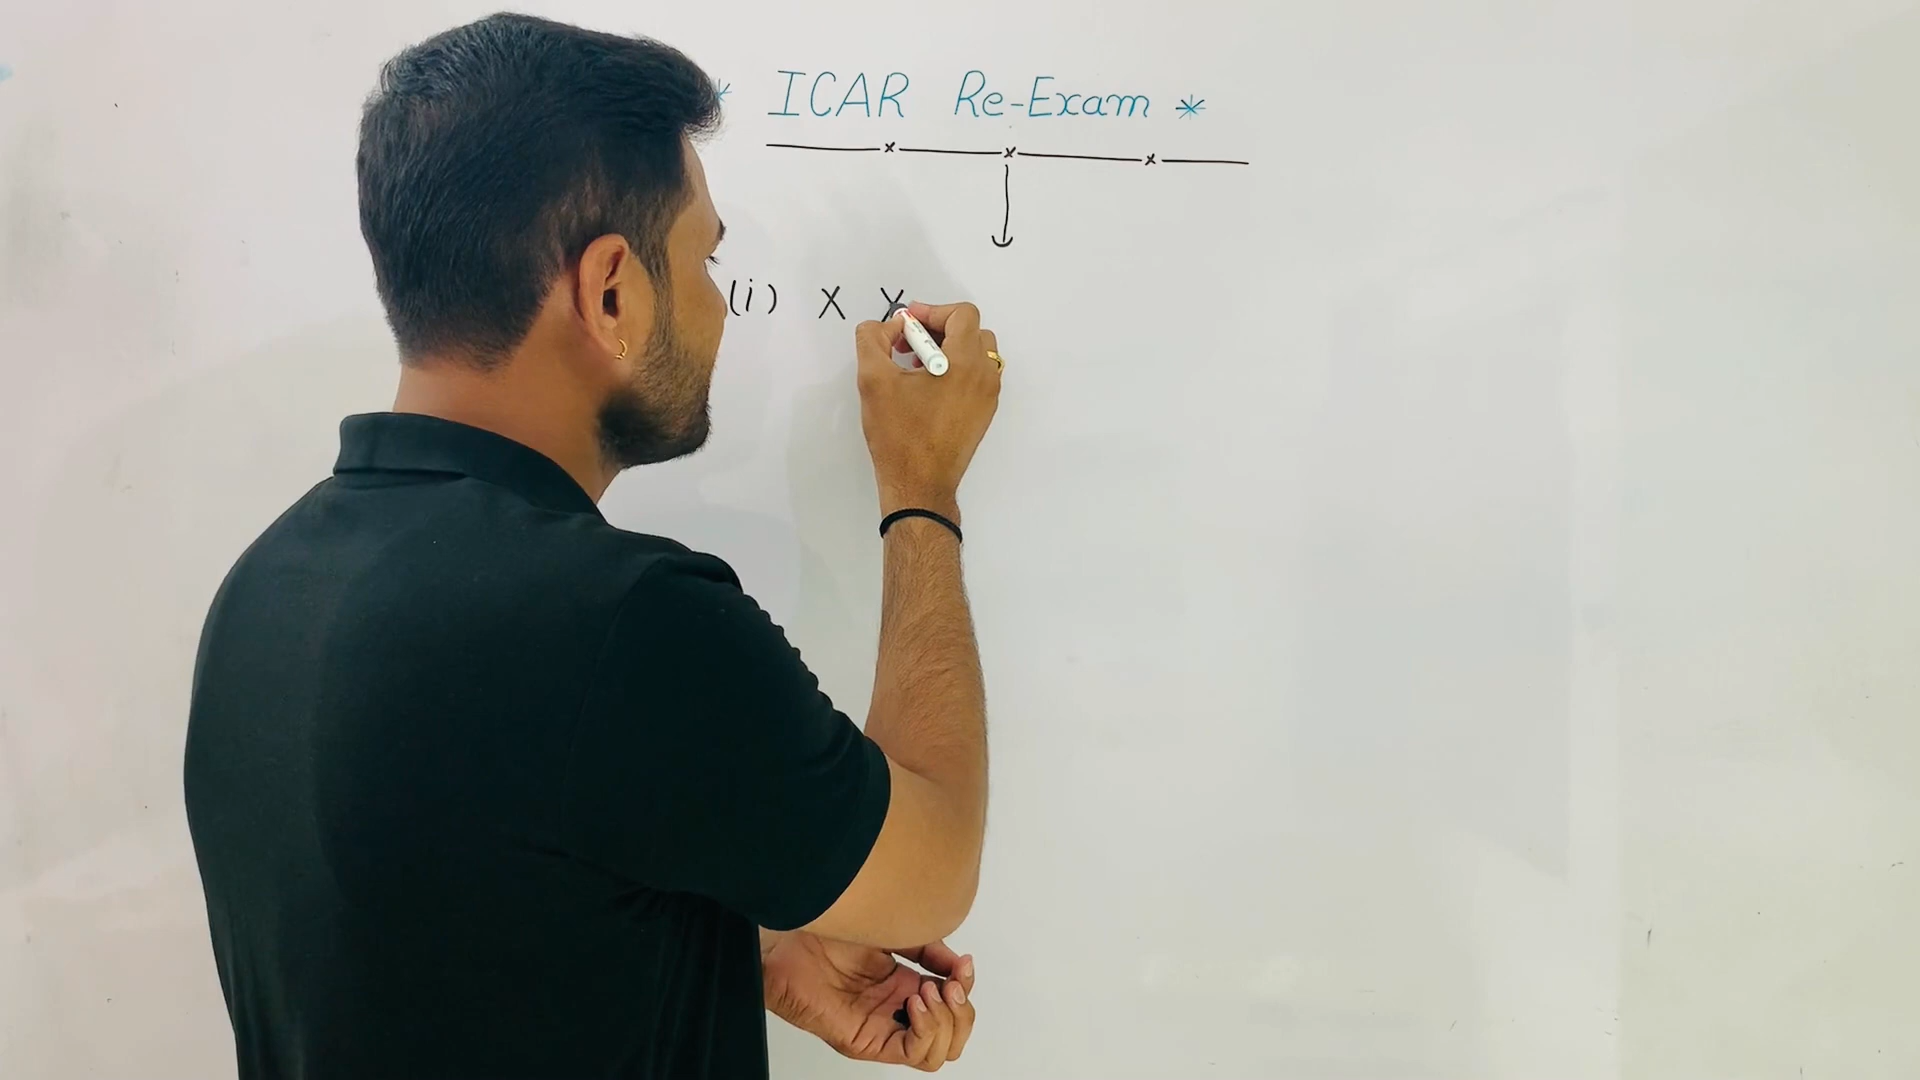 * ICAR Re-Exam *
x x x
(i) X X